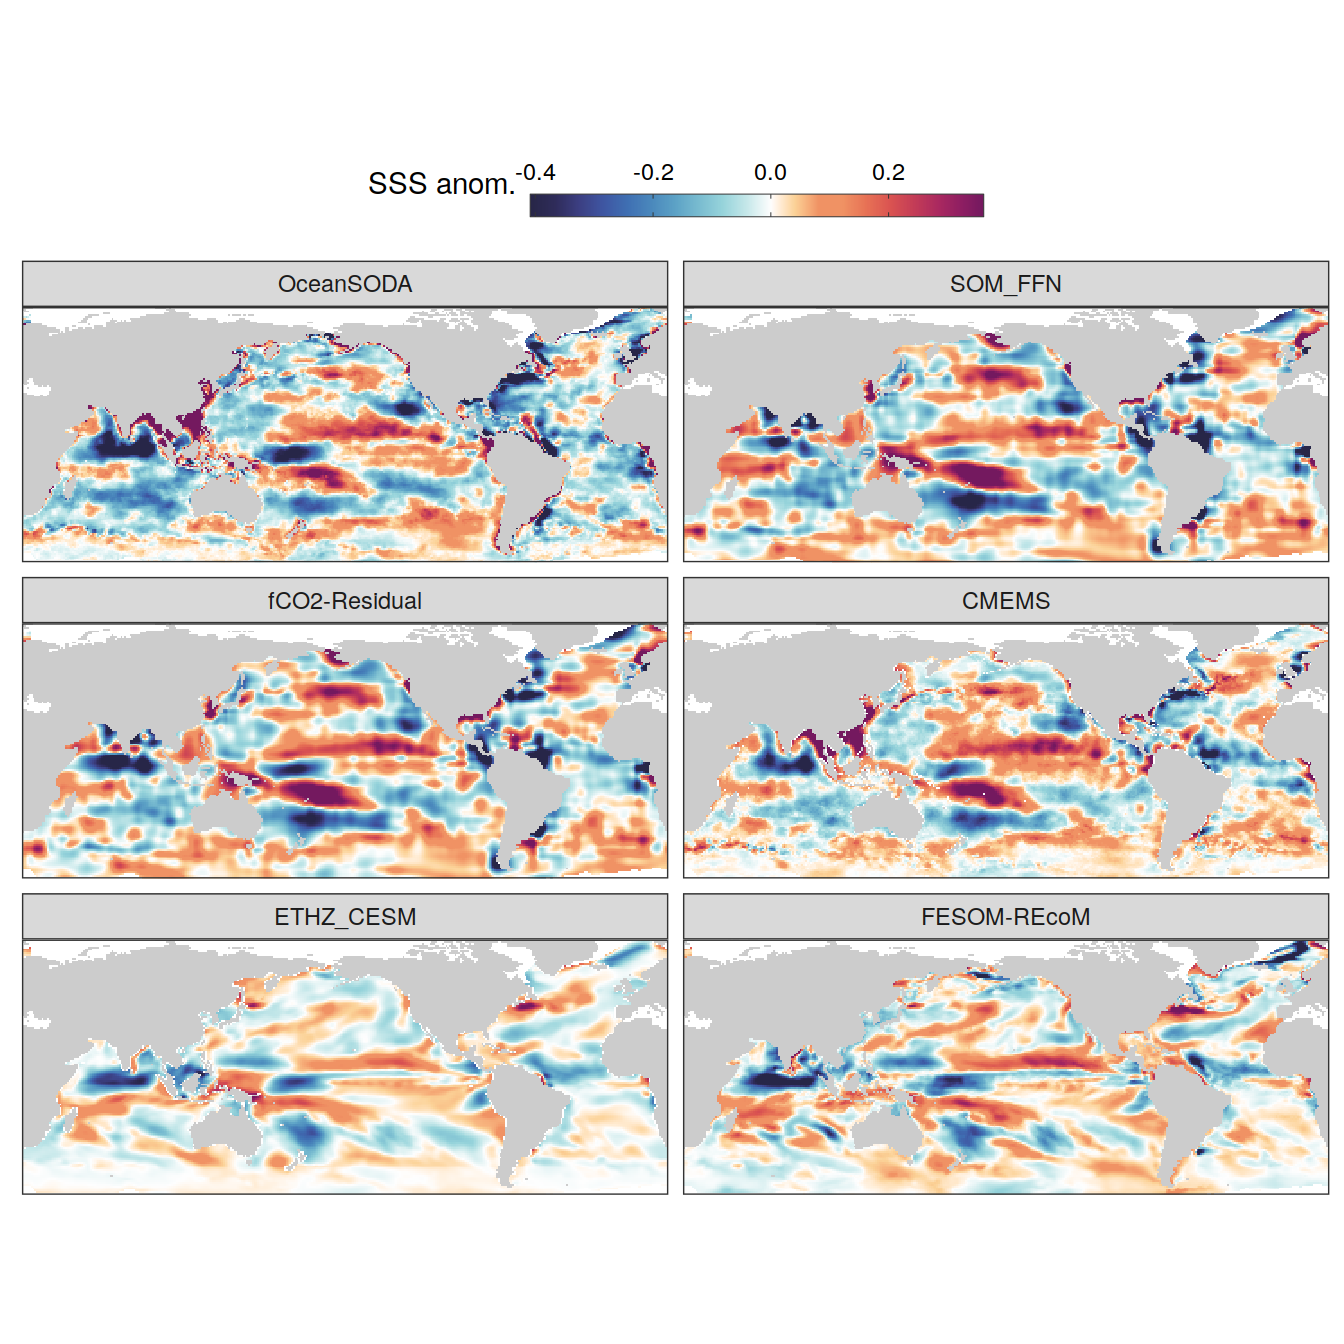 SSS anom.
-0.4 -0.2 0.0 0.2
OceanSODA
SOM_FFN
fCO2-Residual
CMEMS
ETHZ_CESM
FESOM-REcoM